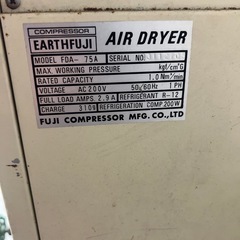 COMPRESSOR
EARTHFUJI AIR DRYER
MODEL FDA- 75A SERIAL NO
MAX. WORKING PRESSURE kgf/cm²G
RATED CAPACITY 1.0 Nm³/min
VOLTAGE AC200V 50/60Hz 1PH
FULL LOAD AMPS 2.9A REFRIGERANT R-12
CHARGE 310g REFRIGERATION COMP 200W
FUJI COMPRESSOR MFG. CO.,LTD